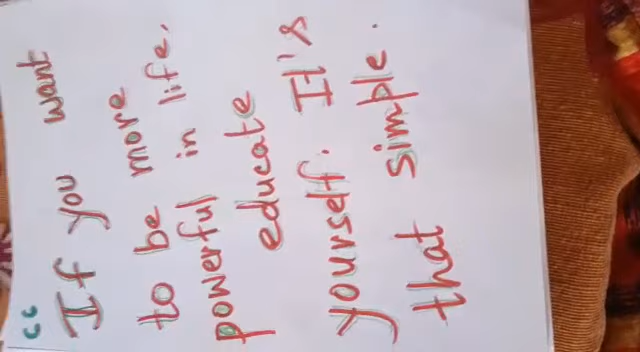 “
If you want
to be more
powerful in life.
educate
yourself. It's
that simple.